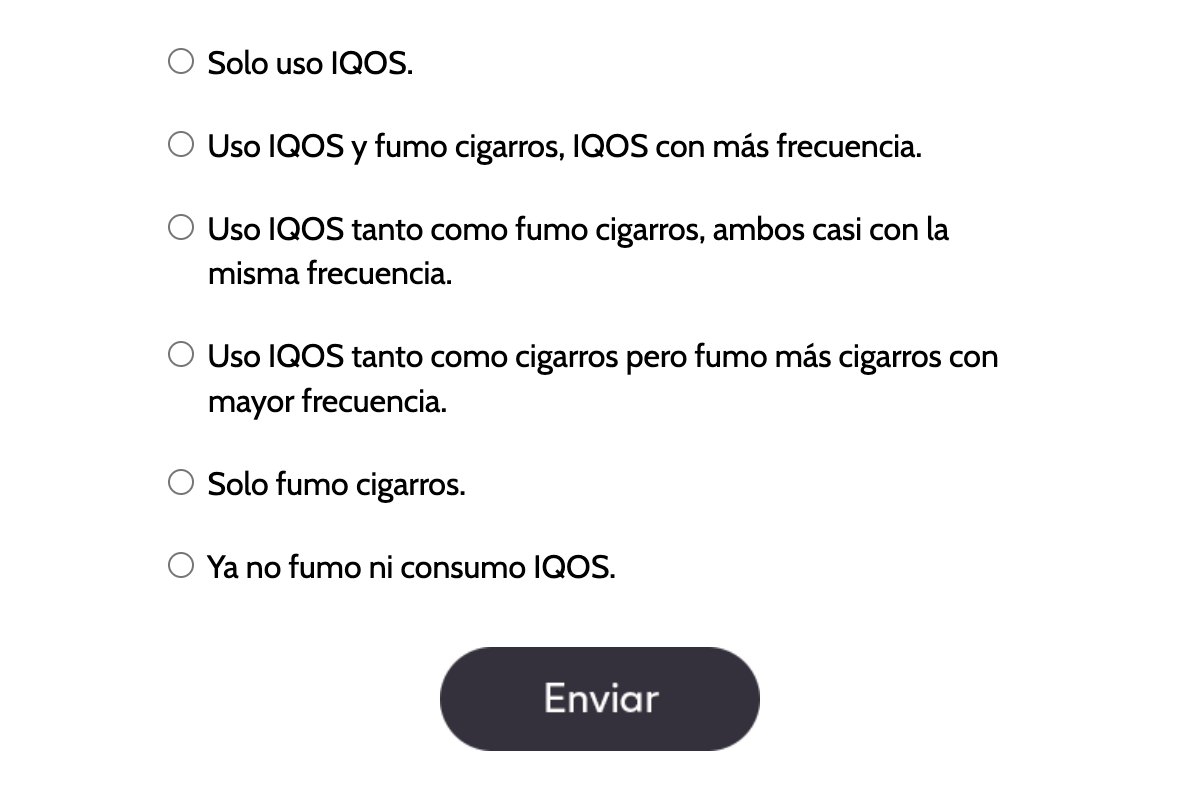 Solo uso IQOS.
Uso IQOS y fumo cigarros, IQOS con más frecuencia.
Uso IQOS tanto como fumo cigarros, ambos casi con la
misma frecuencia.
Uso IQOS tanto como cigarros pero fumo más cigarros con
mayor frecuencia.
Solo fumo cigarros.
Ya no fumo ni consumo IQOS.
Enviar